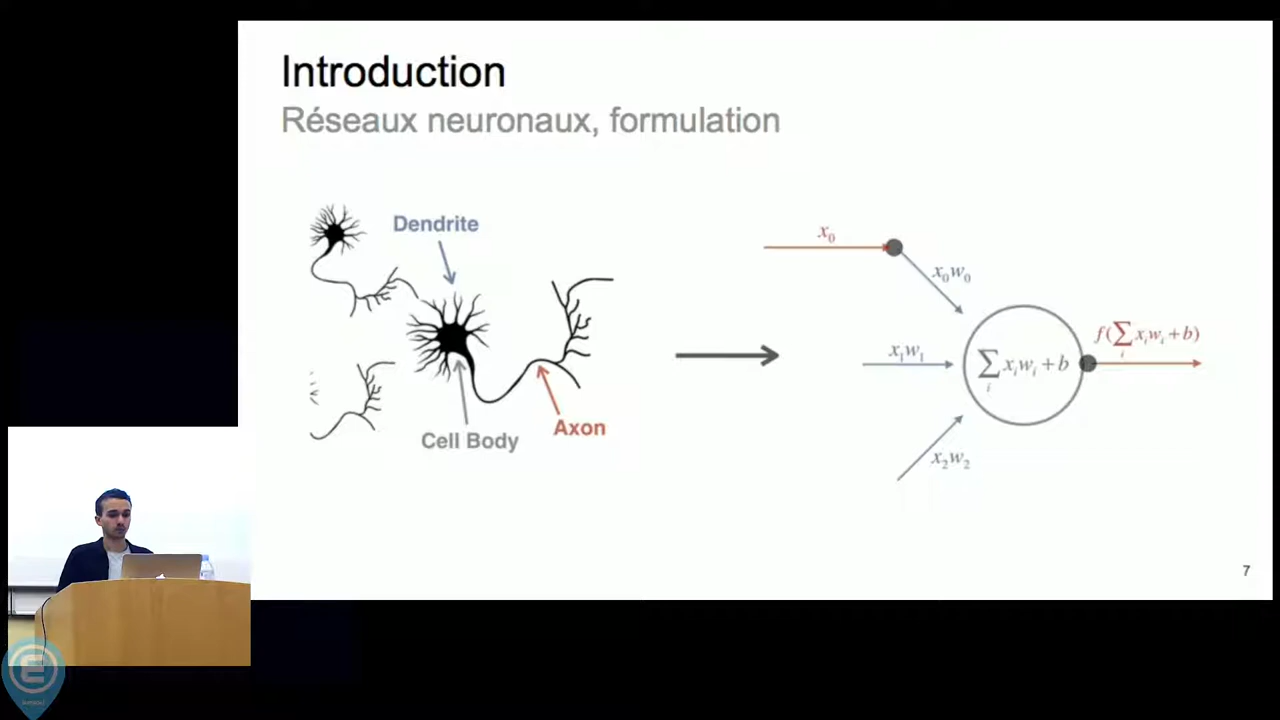 Introduction
Réseaux neuronaux, formulation
Dendrite
Cell Body
Axon
x₀
x₀w₀
x₁w₁
x₂w₂
∑ᵢ xᵢwᵢ + b
f(∑ᵢ xᵢwᵢ + b)
7
E